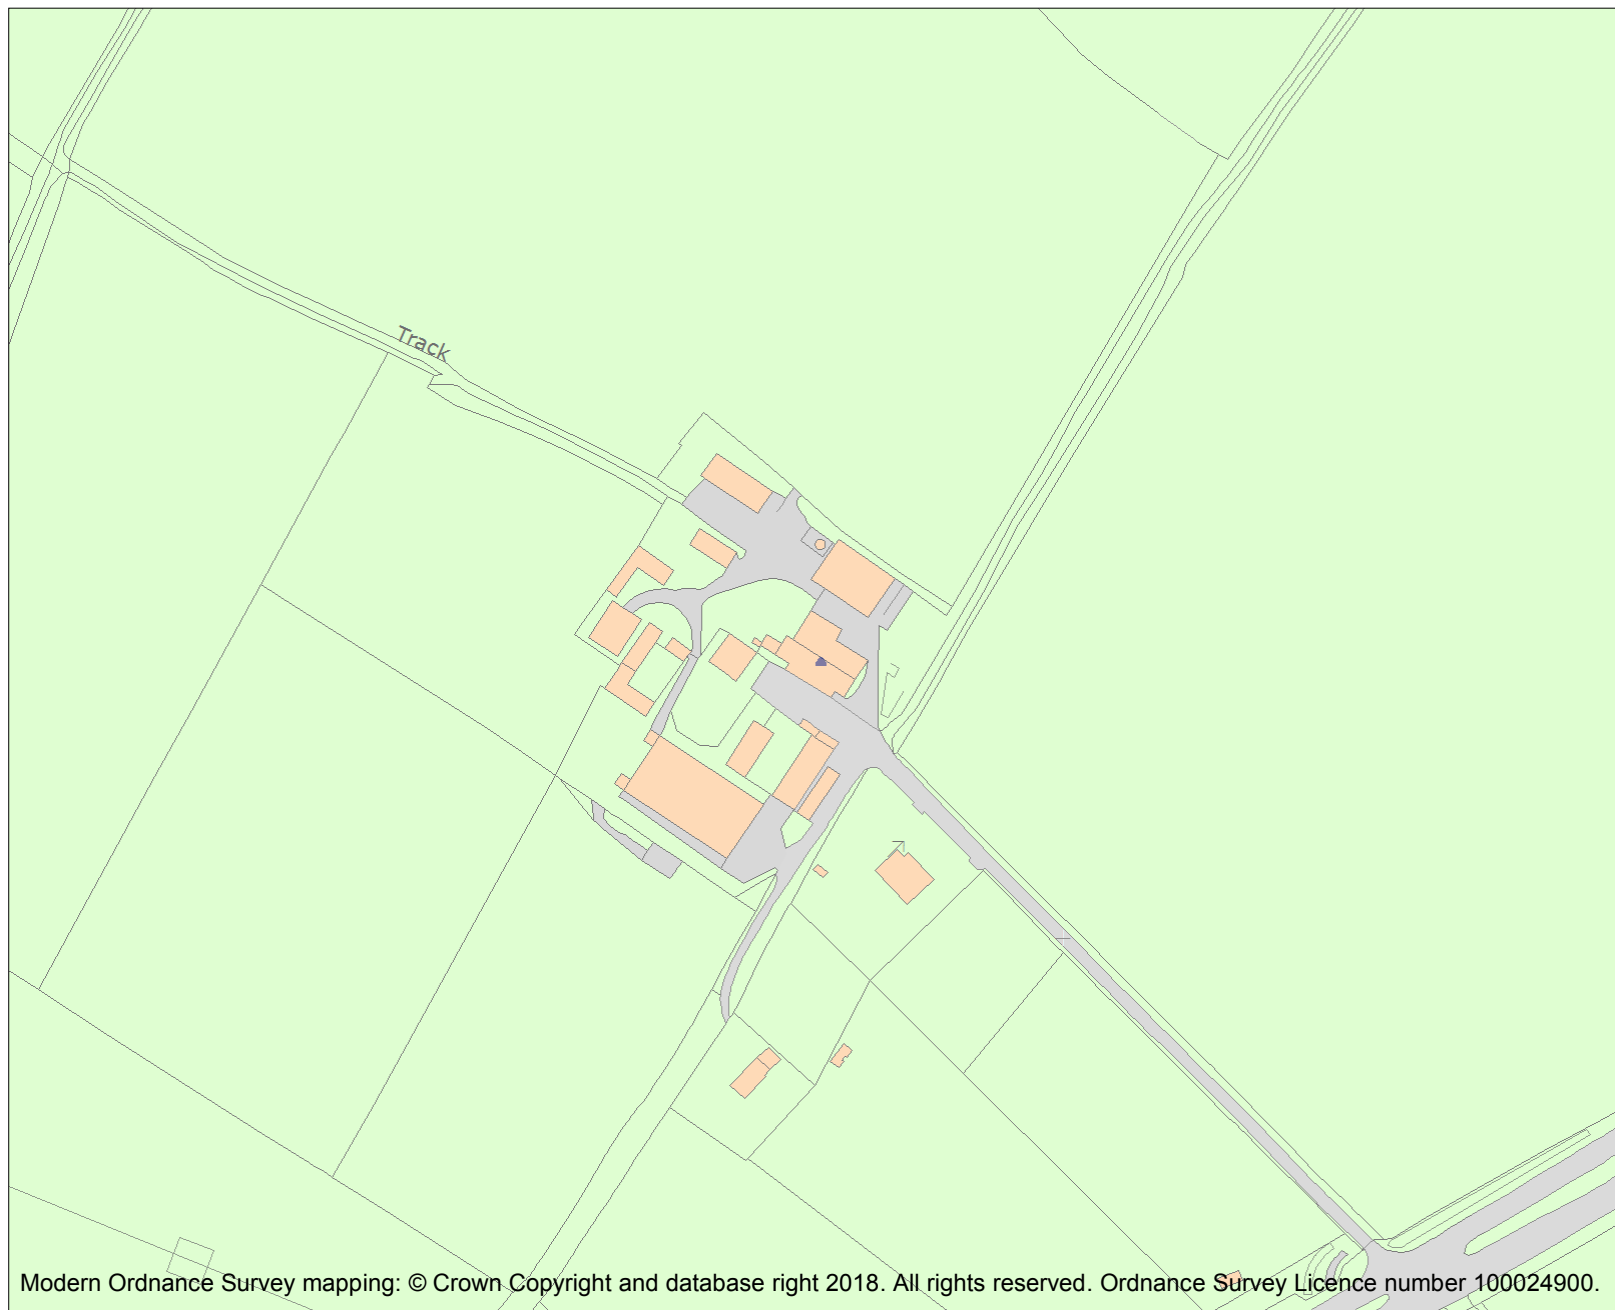 Track
Modern Ordnance Survey mapping: © Crown Copyright and database right 2018. All rights reserved. Ordnance Survey Licence number 100024900.